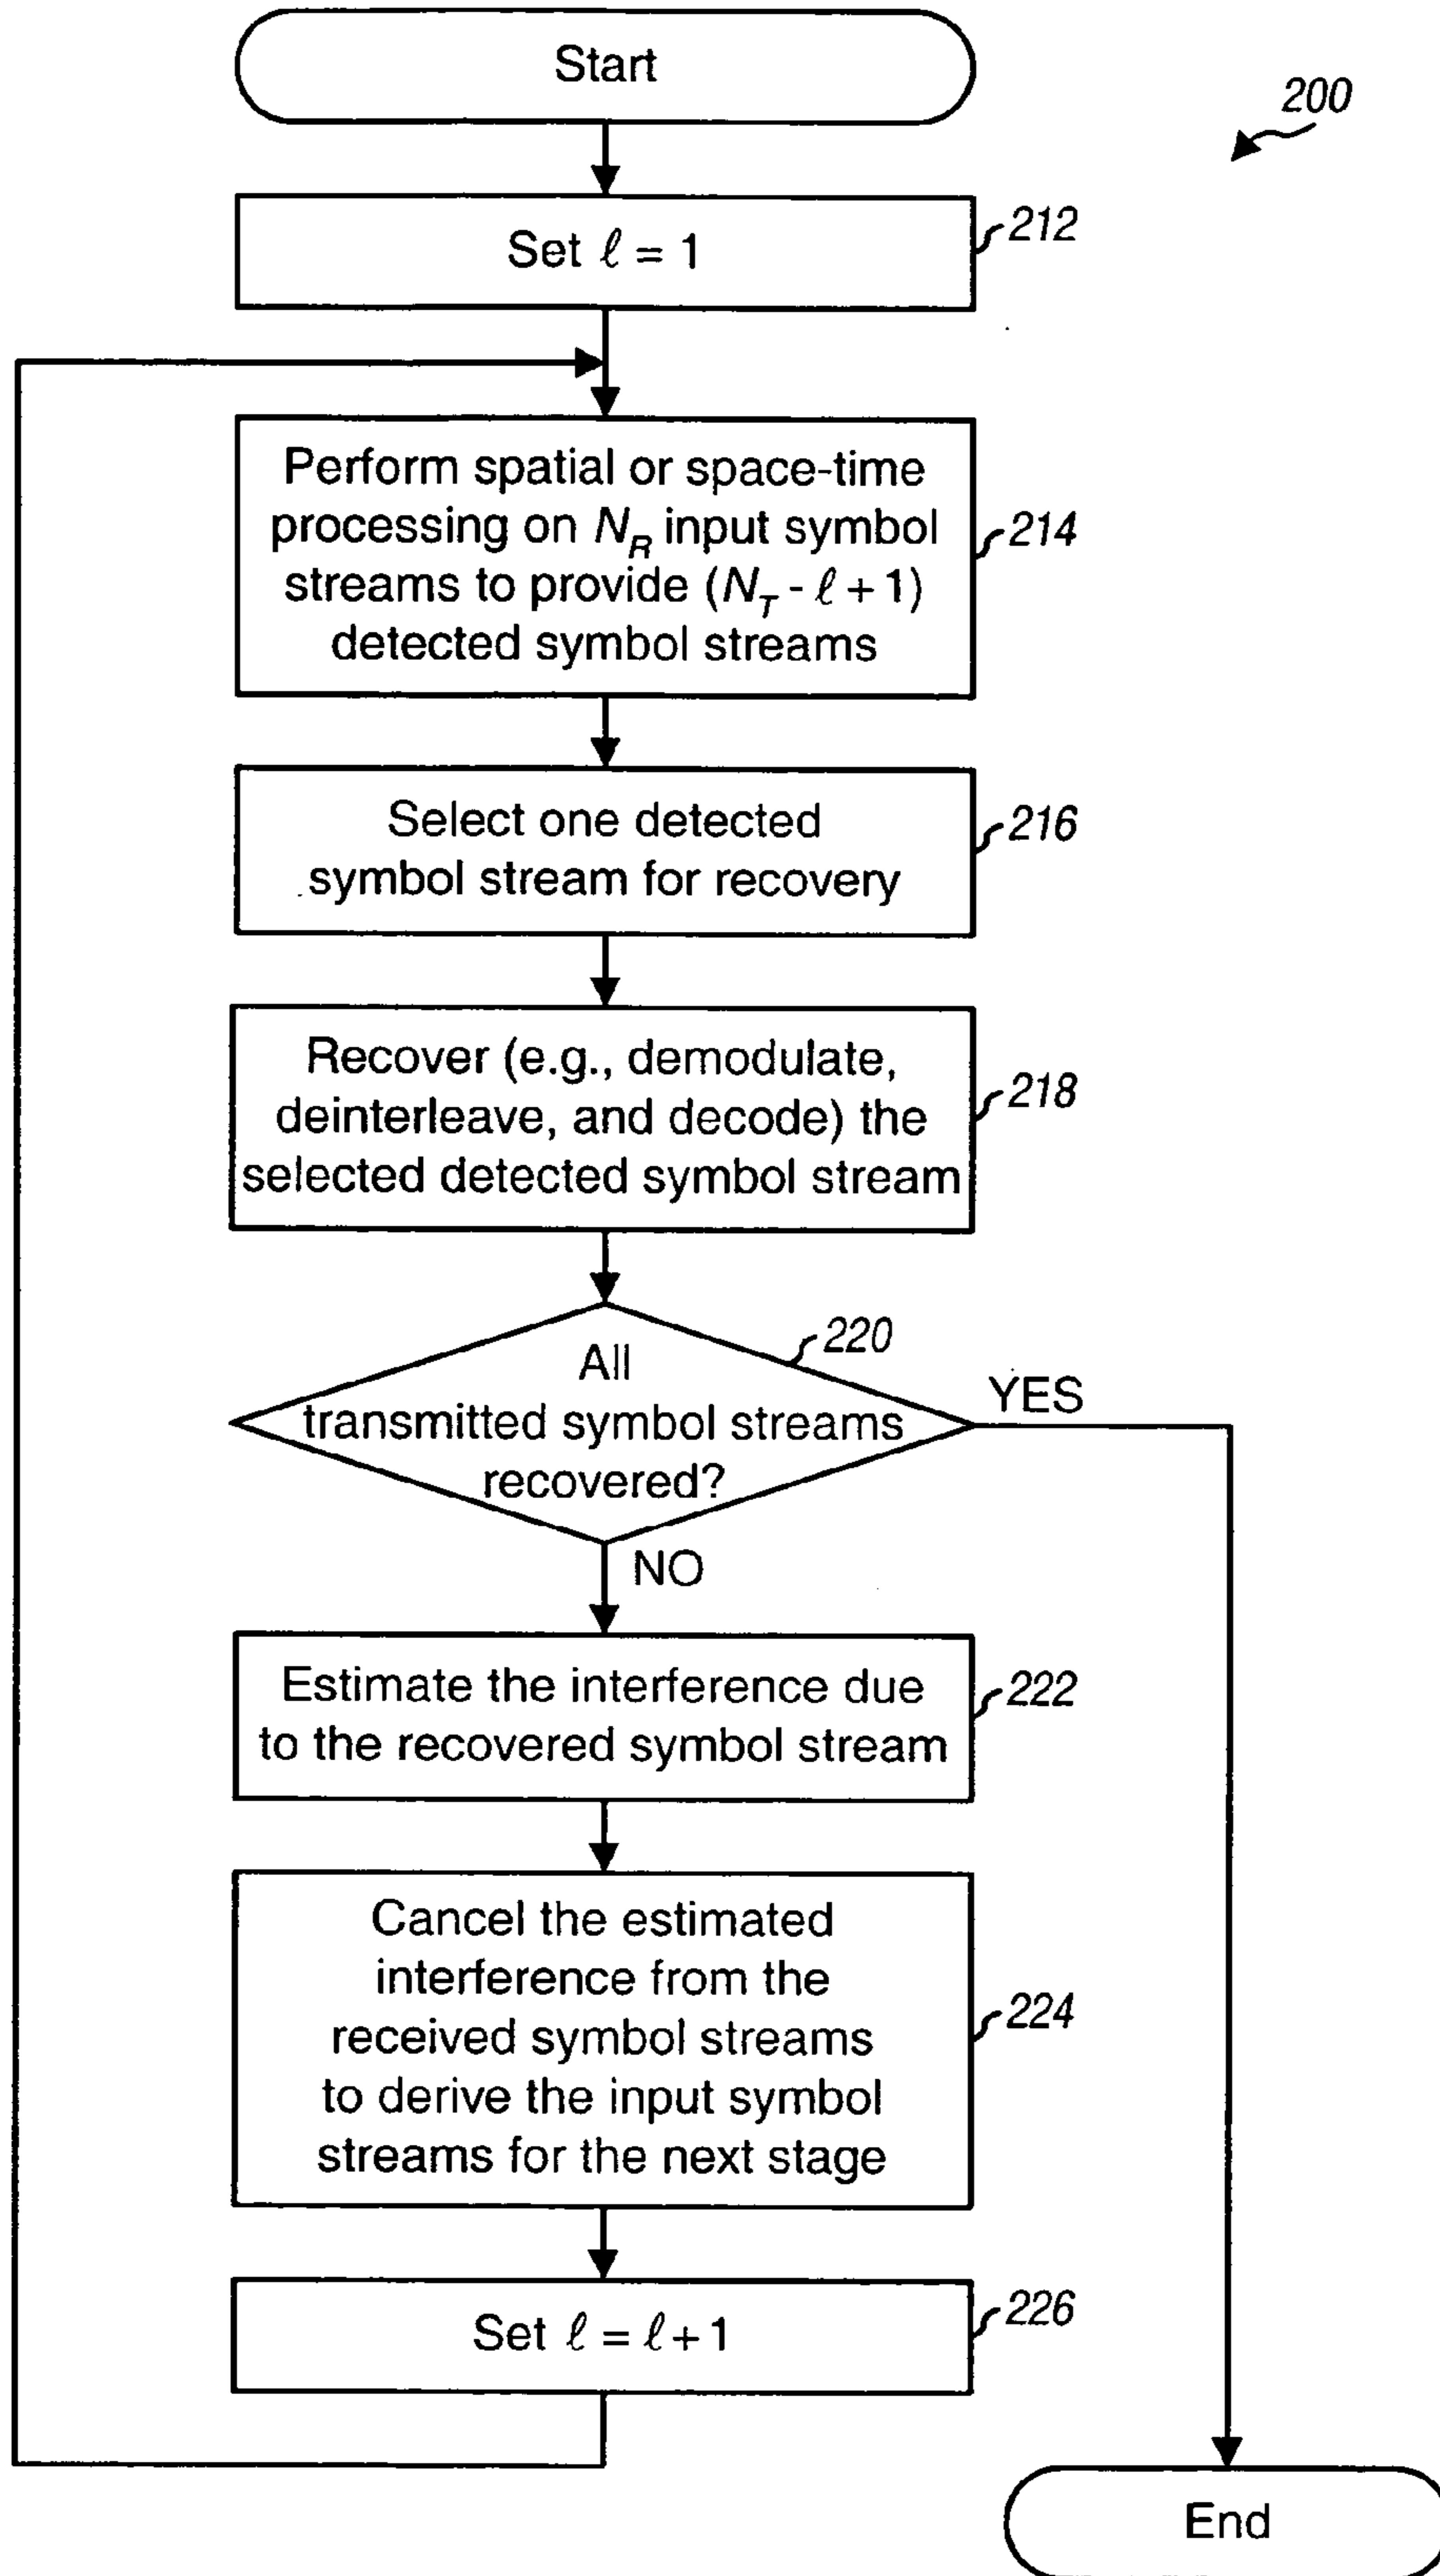 Start
200
Set ℓ = 1
212
Perform spatial or space-time
processing on N_R input symbol
streams to provide (N_T - ℓ + 1)
detected symbol streams
214
Select one detected
symbol stream for recovery
216
Recover (e.g., demodulate,
deinterleave, and decode) the
selected detected symbol stream
218
All
transmitted symbol streams
recovered?
220
YES
NO
Estimate the interference due
to the recovered symbol stream
222
Cancel the estimated
interference from the
received symbol streams
to derive the input symbol
streams for the next stage
224
Set ℓ = ℓ + 1
226
End